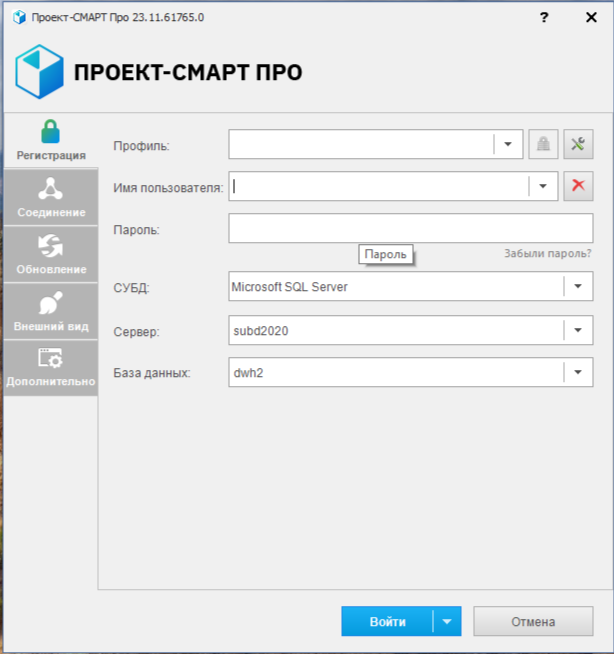 Проект-СМАРТ Про 23.11.61765.0
?
ПРОЕКТ-СМАРТ ПРО
Регистрация
Соединение
Обновление
Внешний вид
Дополнительно
Профиль:
Имя пользователя:
Пароль:
Пароль
Забыли пароль?
СУБД:
Microsoft SQL Server
Сервер:
subd2020
База данных:
dwh2
Войти
Отмена